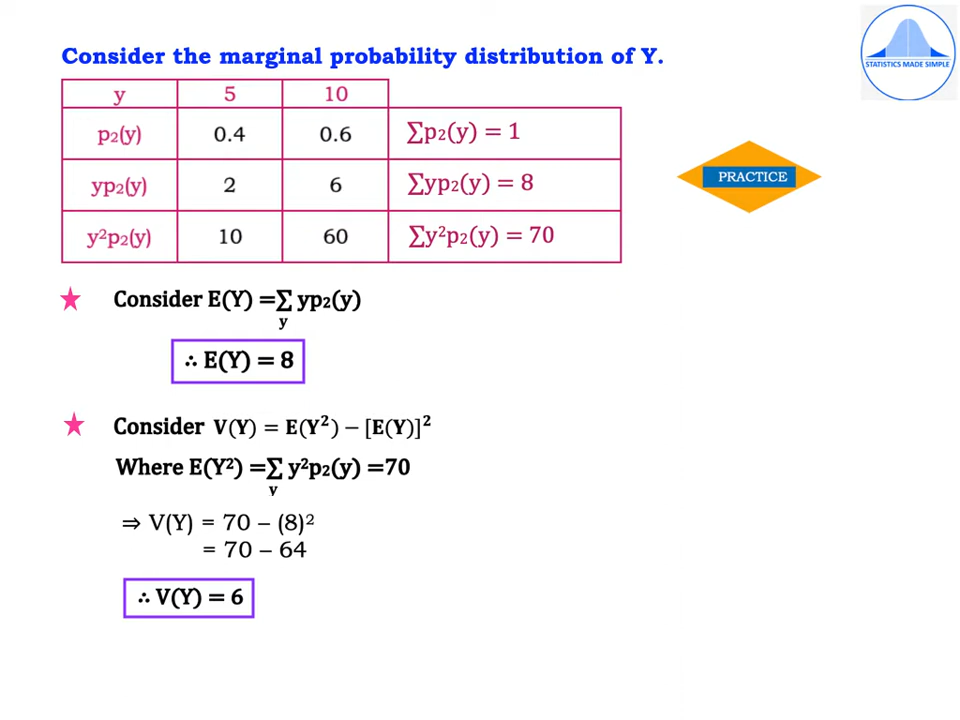 Consider the marginal probability distribution of Y.
STATISTICS MADE SIMPLE
y 5 10
p₂(y) 0.4 0.6 ∑p₂(y) = 1
PRACTICE
yp₂(y) 2 6 ∑yp₂(y) = 8
y²p₂(y) 10 60 ∑y²p₂(y) = 70
Consider E(Y) =∑ yp₂(y)
y
∴ E(Y) = 8
Consider V(Y) = E(Y²) − [E(Y)]²
Where E(Y²) =∑ y²p₂(y) =70
y
⇒ V(Y) = 70 – (8)²
= 70 – 64
∴ V(Y) = 6